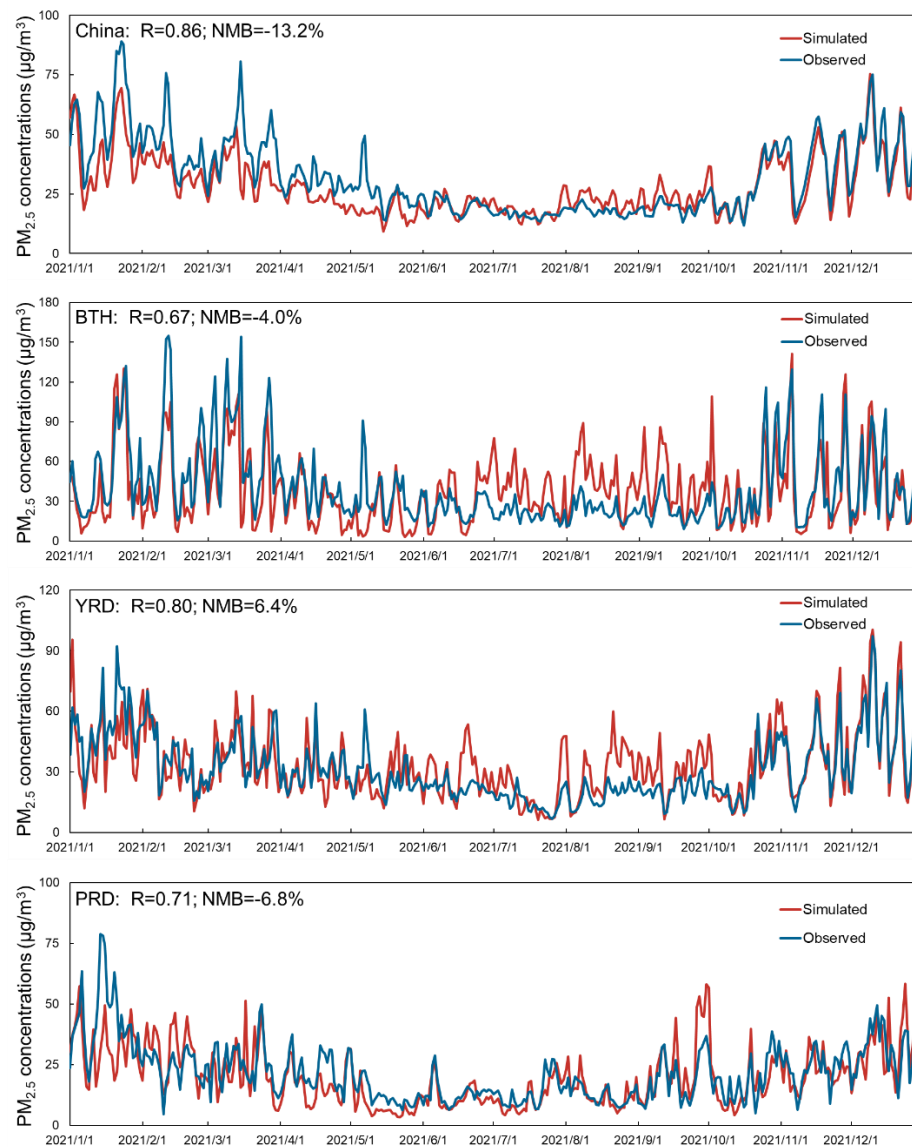 China: R=0.86; NMB=-13.2%
Simulated
Observed
PM2.5 concentrations (μg/m³)
100
75
50
25
0
2021/1/1 2021/2/1 2021/3/1 2021/4/1 2021/5/1 2021/6/1 2021/7/1 2021/8/1 2021/9/1 2021/10/1 2021/11/1 2021/12/1
BTH: R=0.67; NMB=-4.0%
Simulated
Observed
PM2.5 concentrations (μg/m³)
180
150
120
90
60
30
0
2021/1/1 2021/2/1 2021/3/1 2021/4/1 2021/5/1 2021/6/1 2021/7/1 2021/8/1 2021/9/1 2021/10/1 2021/11/1 2021/12/1
YRD: R=0.80; NMB=6.4%
Simulated
Observed
PM2.5 concentrations (μg/m³)
120
90
60
30
0
2021/1/1 2021/2/1 2021/3/1 2021/4/1 2021/5/1 2021/6/1 2021/7/1 2021/8/1 2021/9/1 2021/10/1 2021/11/1 2021/12/1
PRD: R=0.71; NMB=-6.8%
Simulated
Observed
PM2.5 concentrations (μg/m³)
100
75
50
25
0
2021/1/1 2021/2/1 2021/3/1 2021/4/1 2021/5/1 2021/6/1 2021/7/1 2021/8/1 2021/9/1 2021/10/1 2021/11/1 2021/12/1